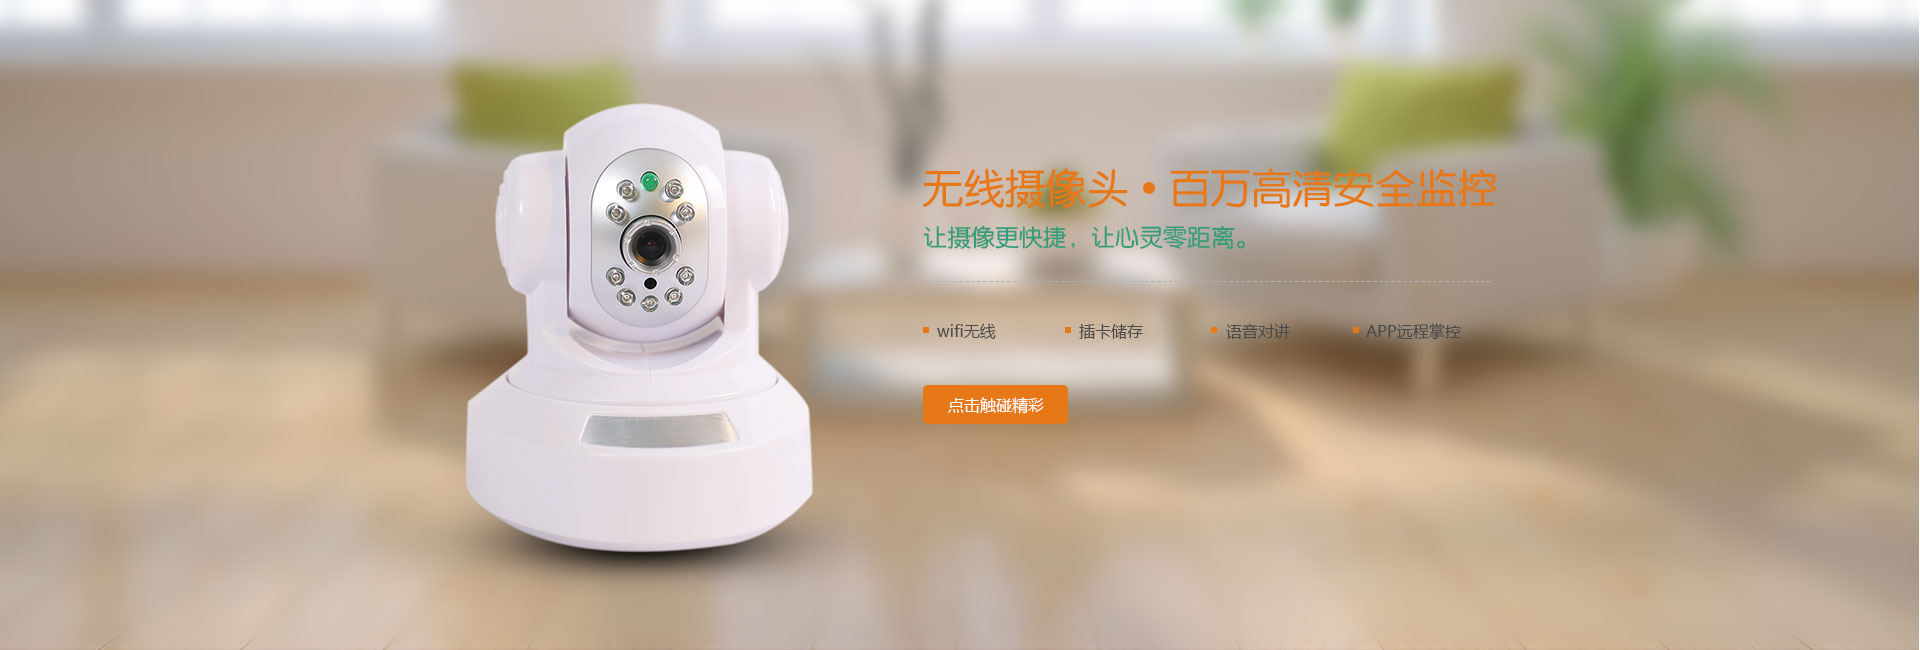 无线摄像头•百万高清安全监控
让摄像更快捷，让心灵零距离。
wifi无线 插卡储存 语音对讲 APP远程掌控
点击触碰精彩